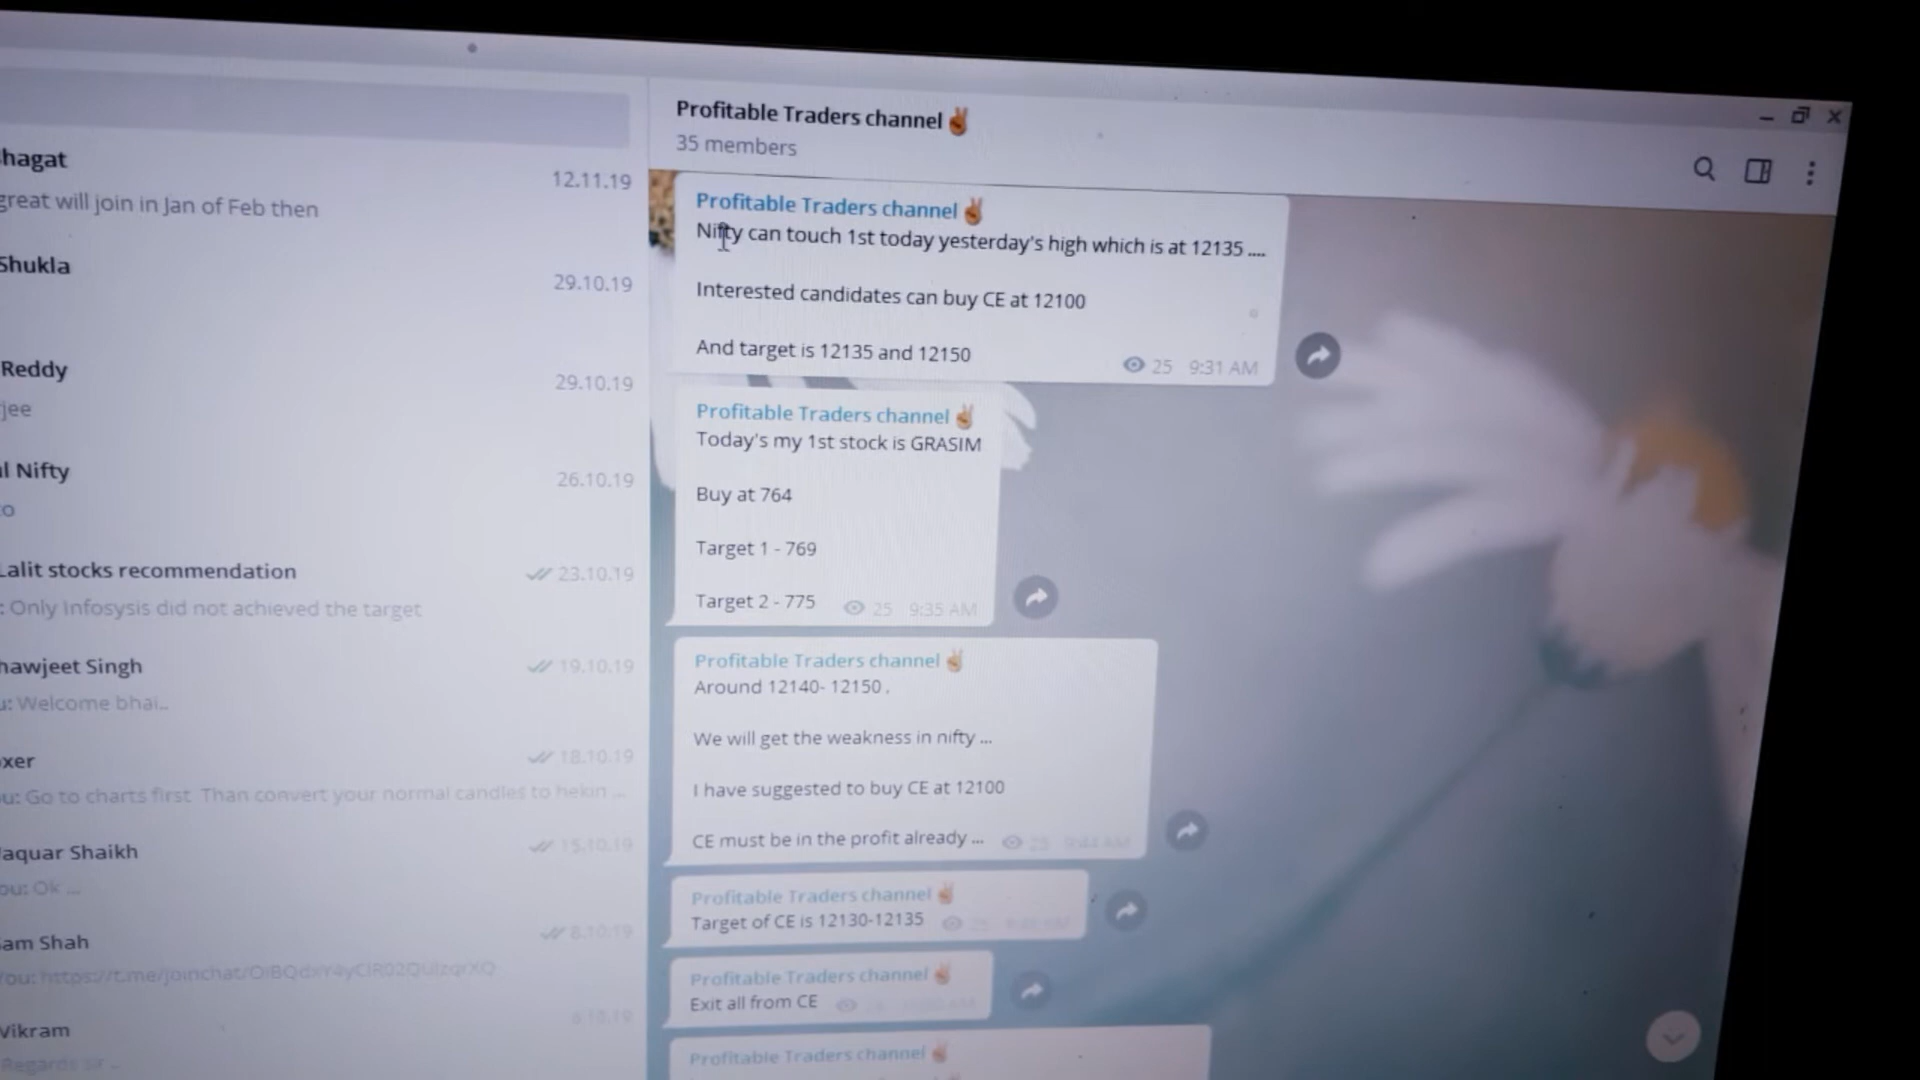 hagat
12.11.19
great will join in Jan of Feb then
Shukla
29.10.19
Reddy
29.10.19
jee
l Nifty
26.10.19
to
Lalit stocks recommendation
23.10.19
: Only Infosysis did not achieved the target
hawjeet Singh
19.10.19
u: Welcome bhai..
oxer
18.10.19
ou: Go to charts first Than convert your normal candles to hekin ...
aquar Shaikh
15.10.19
ou: Ok ...
am Shah
8.10.19
You:
Vikram
Regards sir ..
Profitable Traders channel ✌
35 members
Profitable Traders channel ✌
Nifty can touch 1st today yesterday's high which is at 12135 ....
Interested candidates can buy CE at 12100
And target is 12135 and 12150
25 9:31 AM
Profitable Traders channel ✌
Today's my 1st stock is GRASIM
Buy at 764
Target 1 - 769
Target 2 - 775
25 9:35 AM
Profitable Traders channel ✌
Around 12140- 12150 .
We will get the weakness in nifty ...
I have suggested to buy CE at 12100
CE must be in the profit already ...
25
Profitable Traders channel ✌
Target of CE is 12130-12135
25
Profitable Traders channel ✌
Exit all from CE
Profitable Traders channel ✌